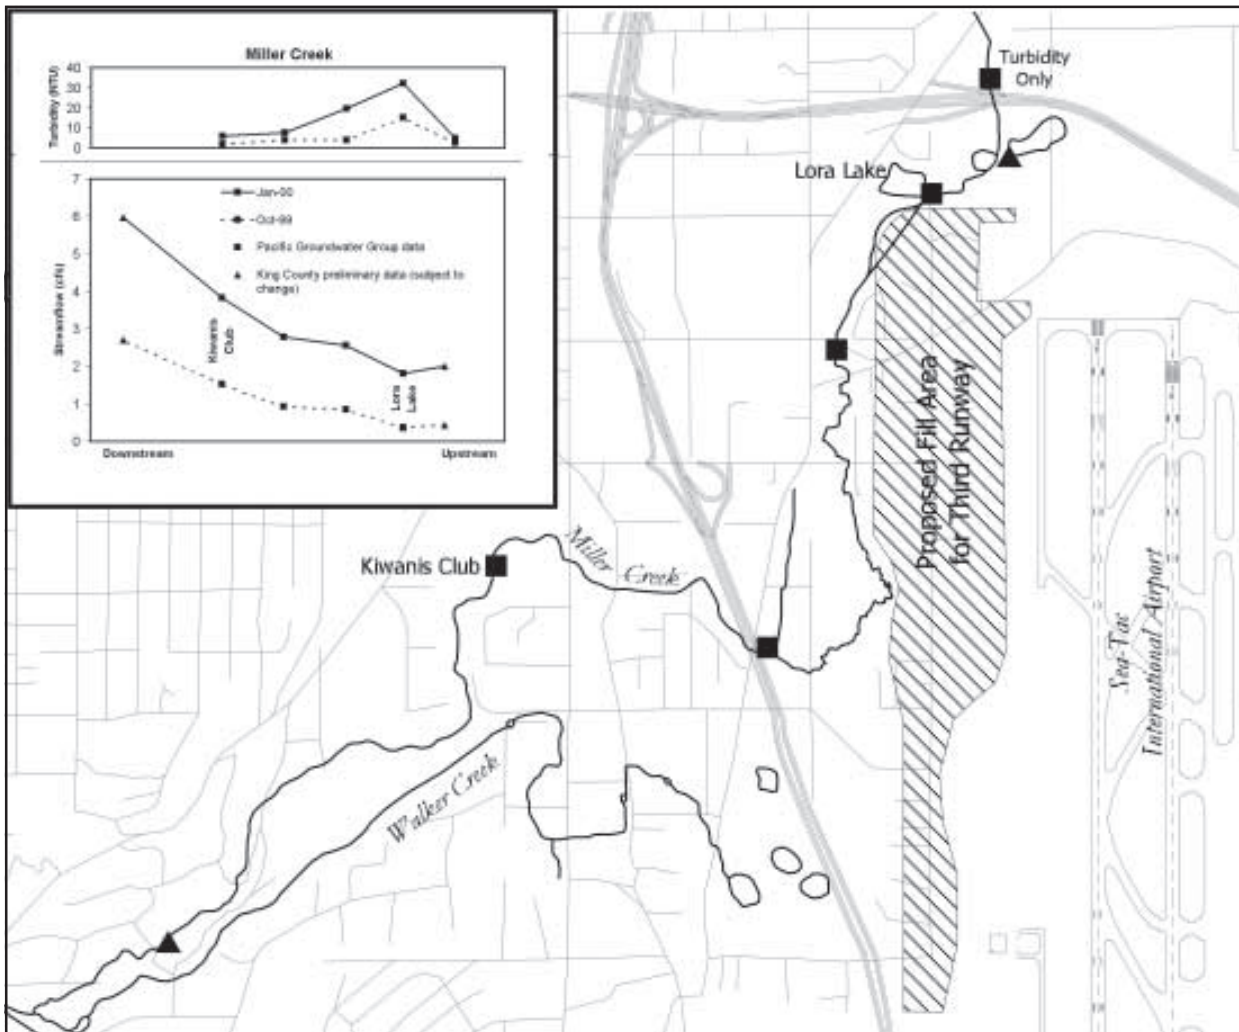 Miller Creek
Turbidity (NTU)
40
30
20
10
0
Streamflow (cfs)
7
6
5
4
3
2
1
0
Jan-00
Oct-99
Pacific Groundwater Group data
King County preliminary data (subject to
change)
Kiwanis
Club
Lora
Lake
Downstream
Upstream
Turbidity
Only
Lora Lake
Proposed Fill Area
for Third Runway
Kiwanis Club
Miller Creek
Walker Creek
Sea-Tac
International Airport